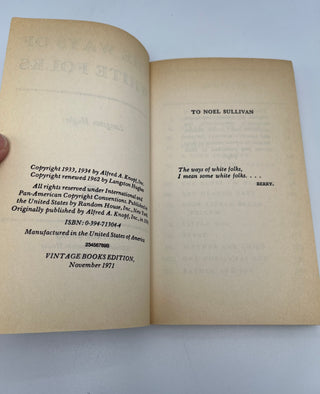 Copyright 1933, 1934 by Alfred A. Knopf, Inc.
Copyright renewed 1962 by Langston Hughes
All rights reserved under International and
Pan-American Copyright Conventions. Published in
the United States by Random House, Inc., New York.
Originally published by Alfred A. Knopf, Inc., in 1934.
ISBN: 0-394-71304-4
Manufactured in the United States of America
23456789B
VINTAGE BOOKS EDITION,
November 1971
TO NOEL SULLIVAN
The ways of white folks,
I mean some white folks. . . .
BERRY.